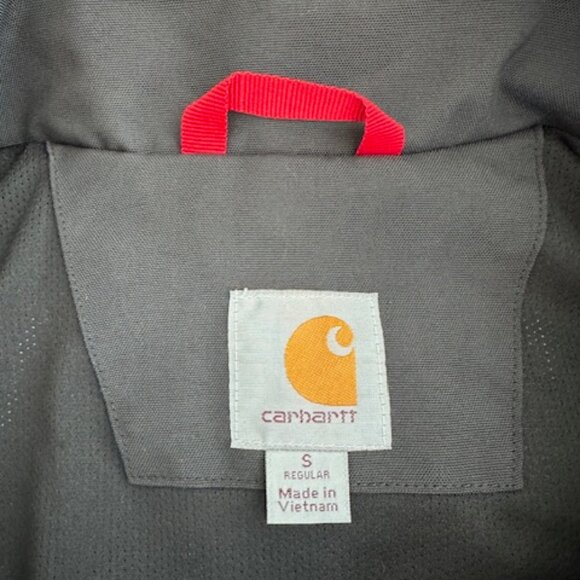 carhartt
S
REGULAR
Made in
Vietnam